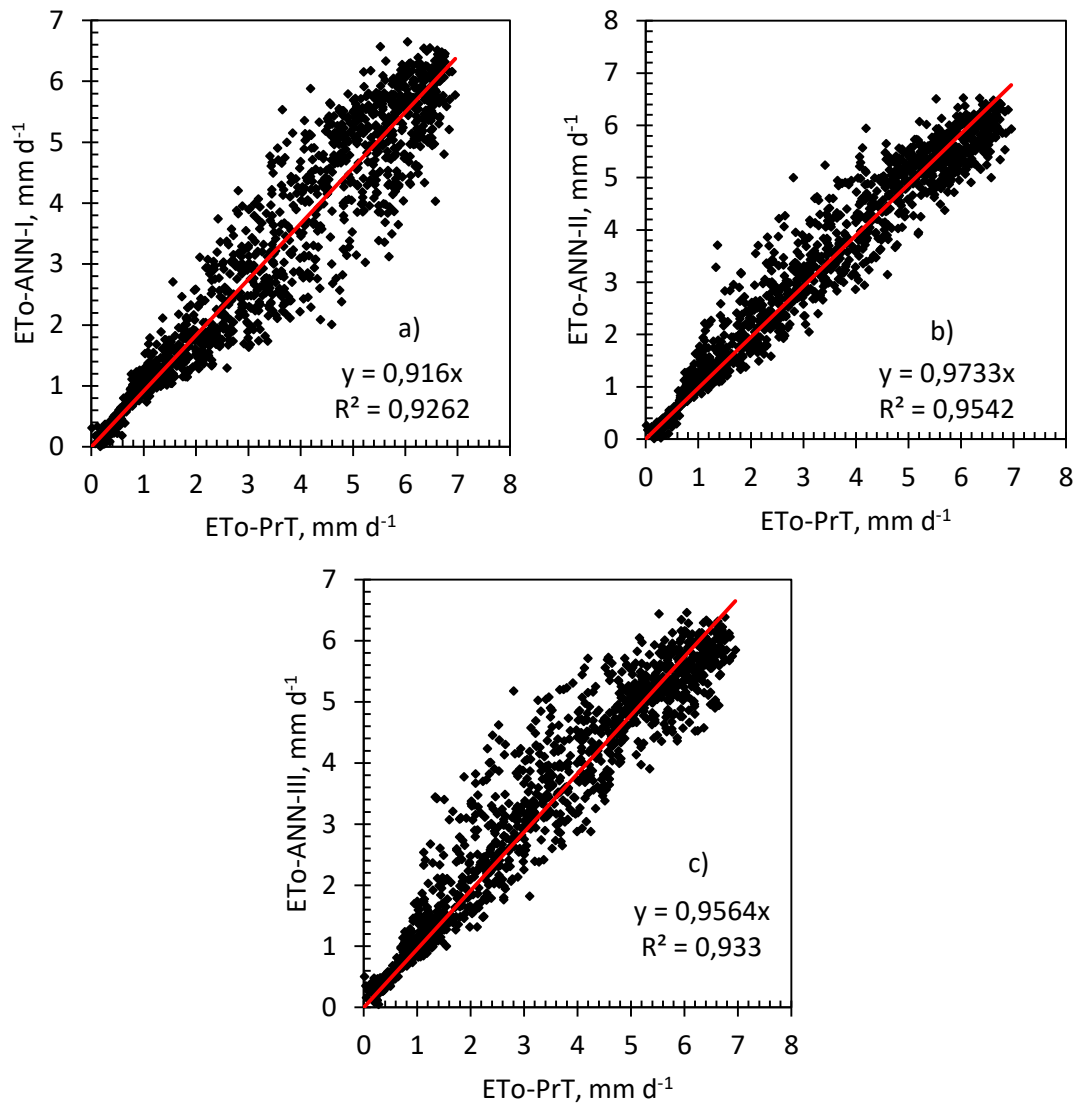 7
6
5
4
3
2
1
0
ETo-ANN-I, mm d⁻¹
a)
y = 0,916x
R² = 0,9262
0 1 2 3 4 5 6 7 8
ETo-PrT, mm d⁻¹
8
7
6
5
4
3
2
1
0
ETo-ANN-II, mm d⁻¹
b)
y = 0,9733x
R² = 0,9542
0 1 2 3 4 5 6 7 8
ETo-PrT, mm d⁻¹
7
6
5
4
3
2
1
0
ETo-ANN-III, mm d⁻¹
c)
y = 0,9564x
R² = 0,933
0 1 2 3 4 5 6 7 8
ETo-PrT, mm d⁻¹